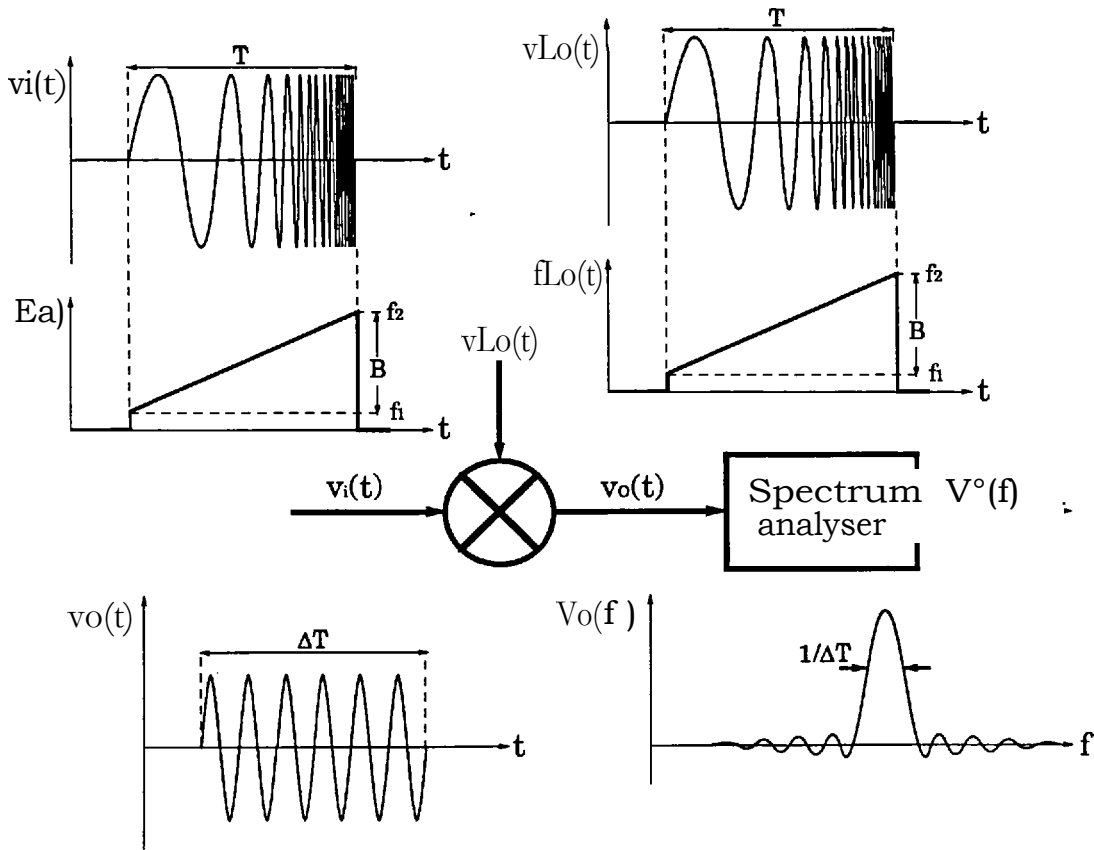 T
vi(t)
t
T
vLo(t)
t
Ea)
f2
B
f1
t
fLo(t)
f2
B
f1
t
vLo(t)
vi(t)
vo(t)
Spectrum V°(f)
analyser
vo(t)
ΔT
t
Vo(f )
1/ΔT
f